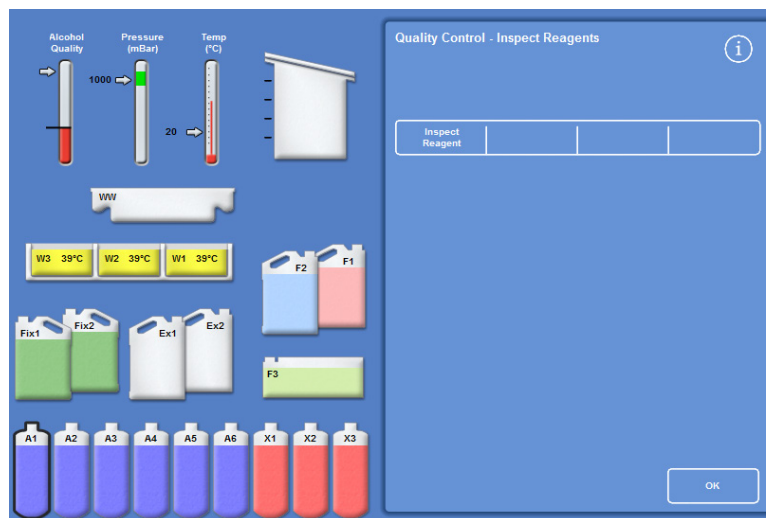 Alcohol
Quality
Pressure
(mBar)
Temp
(°C)
1000
20
WW
W3 39°C
W2 39°C
W1 39°C
F2
F1
Fix1
Fix2
Ex1
Ex2
F3
A1
A2
A3
A4
A5
A6
X1
X2
X3
Quality Control - Inspect Reagents
i
Inspect
Reagent
OK